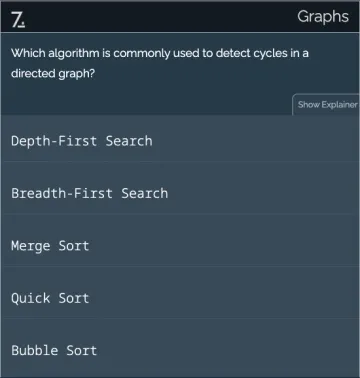 7. Graphs
Which algorithm is commonly used to detect cycles in a
directed graph?
Show Explainer
Depth-First Search
Breadth-First Search
Merge Sort
Quick Sort
Bubble Sort